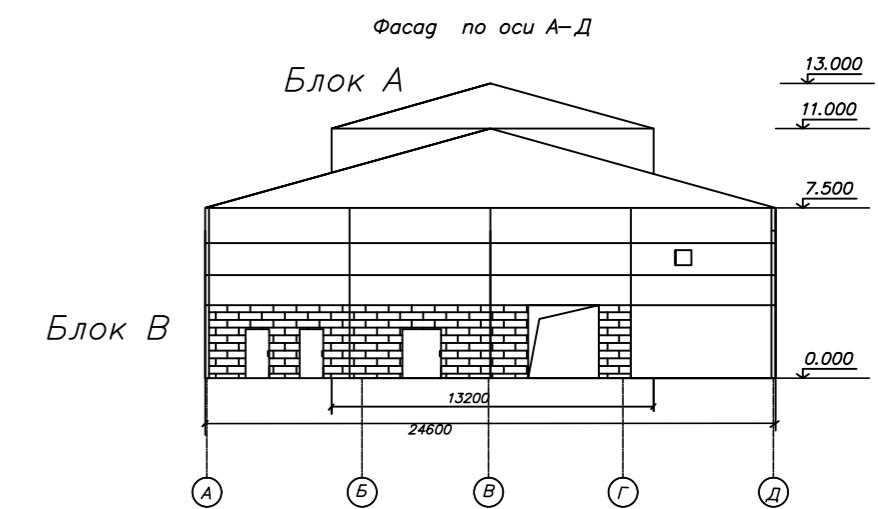 Фасад по оси А-Д
Блок А
13.000
11.000
7.500
Блок В
0.000
13200
24600
А Б В Г Д